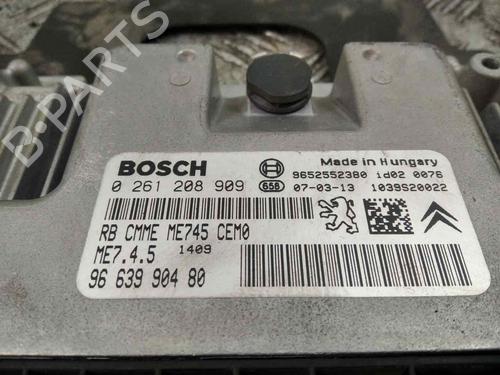 B-PARTS
BOSCH
Made in Hungary
9652552380 id02 0076
0 261 208 909
656
07-03-13 1039S20022
RB CMME ME745 CEM0
ME7.4.5 1409
96 639 904 80